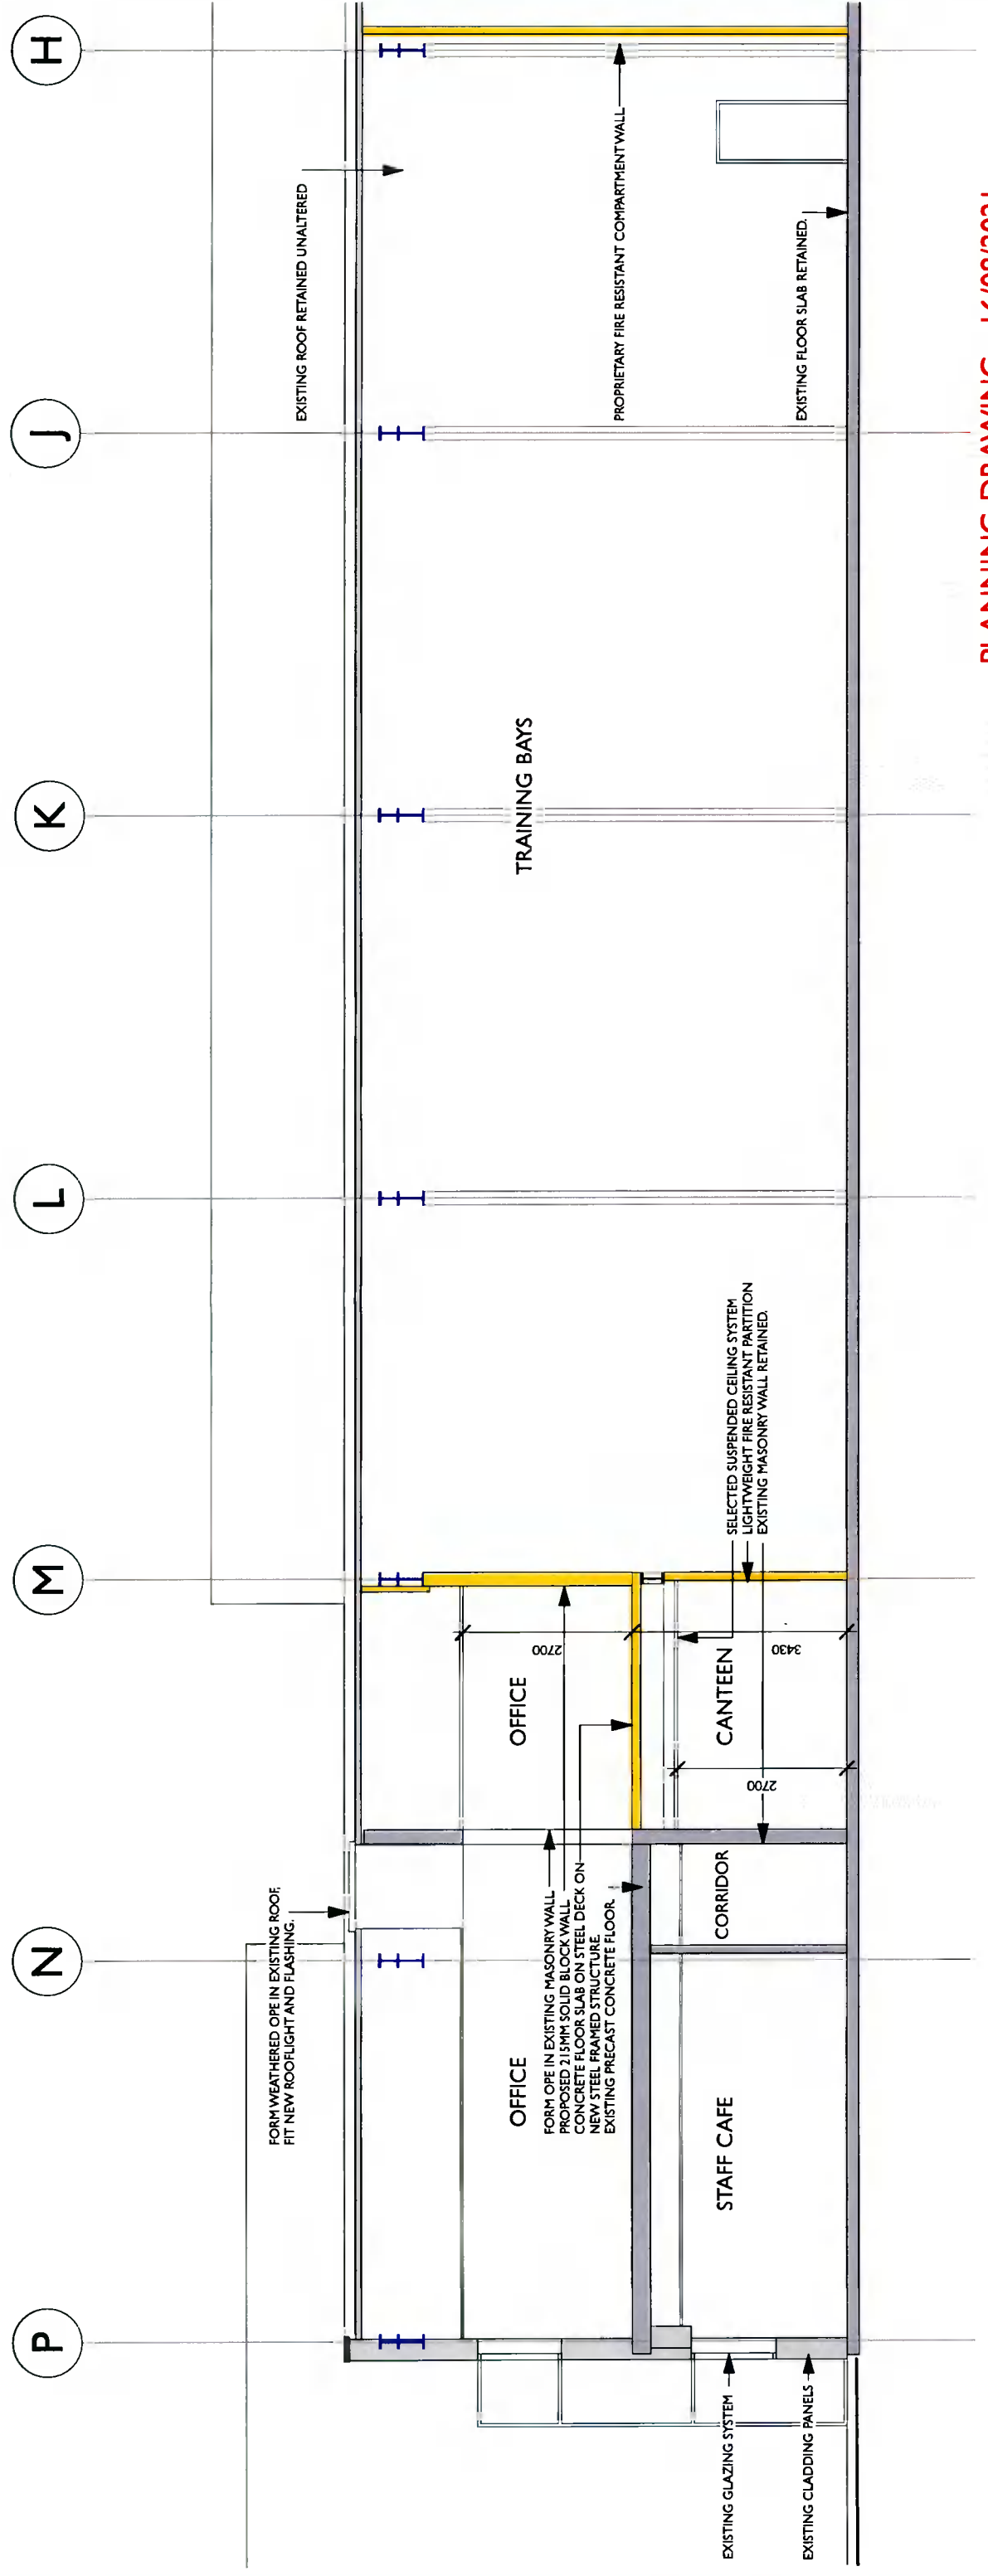 P
N
M
L
K
J
H
FORM WEATHERED OPE IN EXISTING ROOF,
FIT NEW ROOFLIGHT AND FLASHING.
EXISTING ROOF RETAINED UNALTERED
OFFICE
OFFICE
TRAINING BAYS
FORM OPE IN EXISTING MASONRY WALL
PROPOSED 215MM SOLID BLOCK WALL
CONCRETE FLOOR SLAB ON STEEL DECK ON
NEW STEEL FRAMED STRUCTURE.
EXISTING PRECAST CONCRETE FLOOR
2700
PROPRIETARY FIRE RESISTANT COMPARTMENT WALL
STAFF CAFE
CORRIDOR
CANTEEN
2700
3430
SELECTED SUSPENDED CEILING SYSTEM
LIGHTWEIGHT FIRE RESISTANT PARTITION
EXISTING MASONRY WALL RETAINED.
EXISTING GLAZING SYSTEM
EXISTING CLADDING PANELS
EXISTING FLOOR SLAB RETAINED.
PLANNING DRAWING